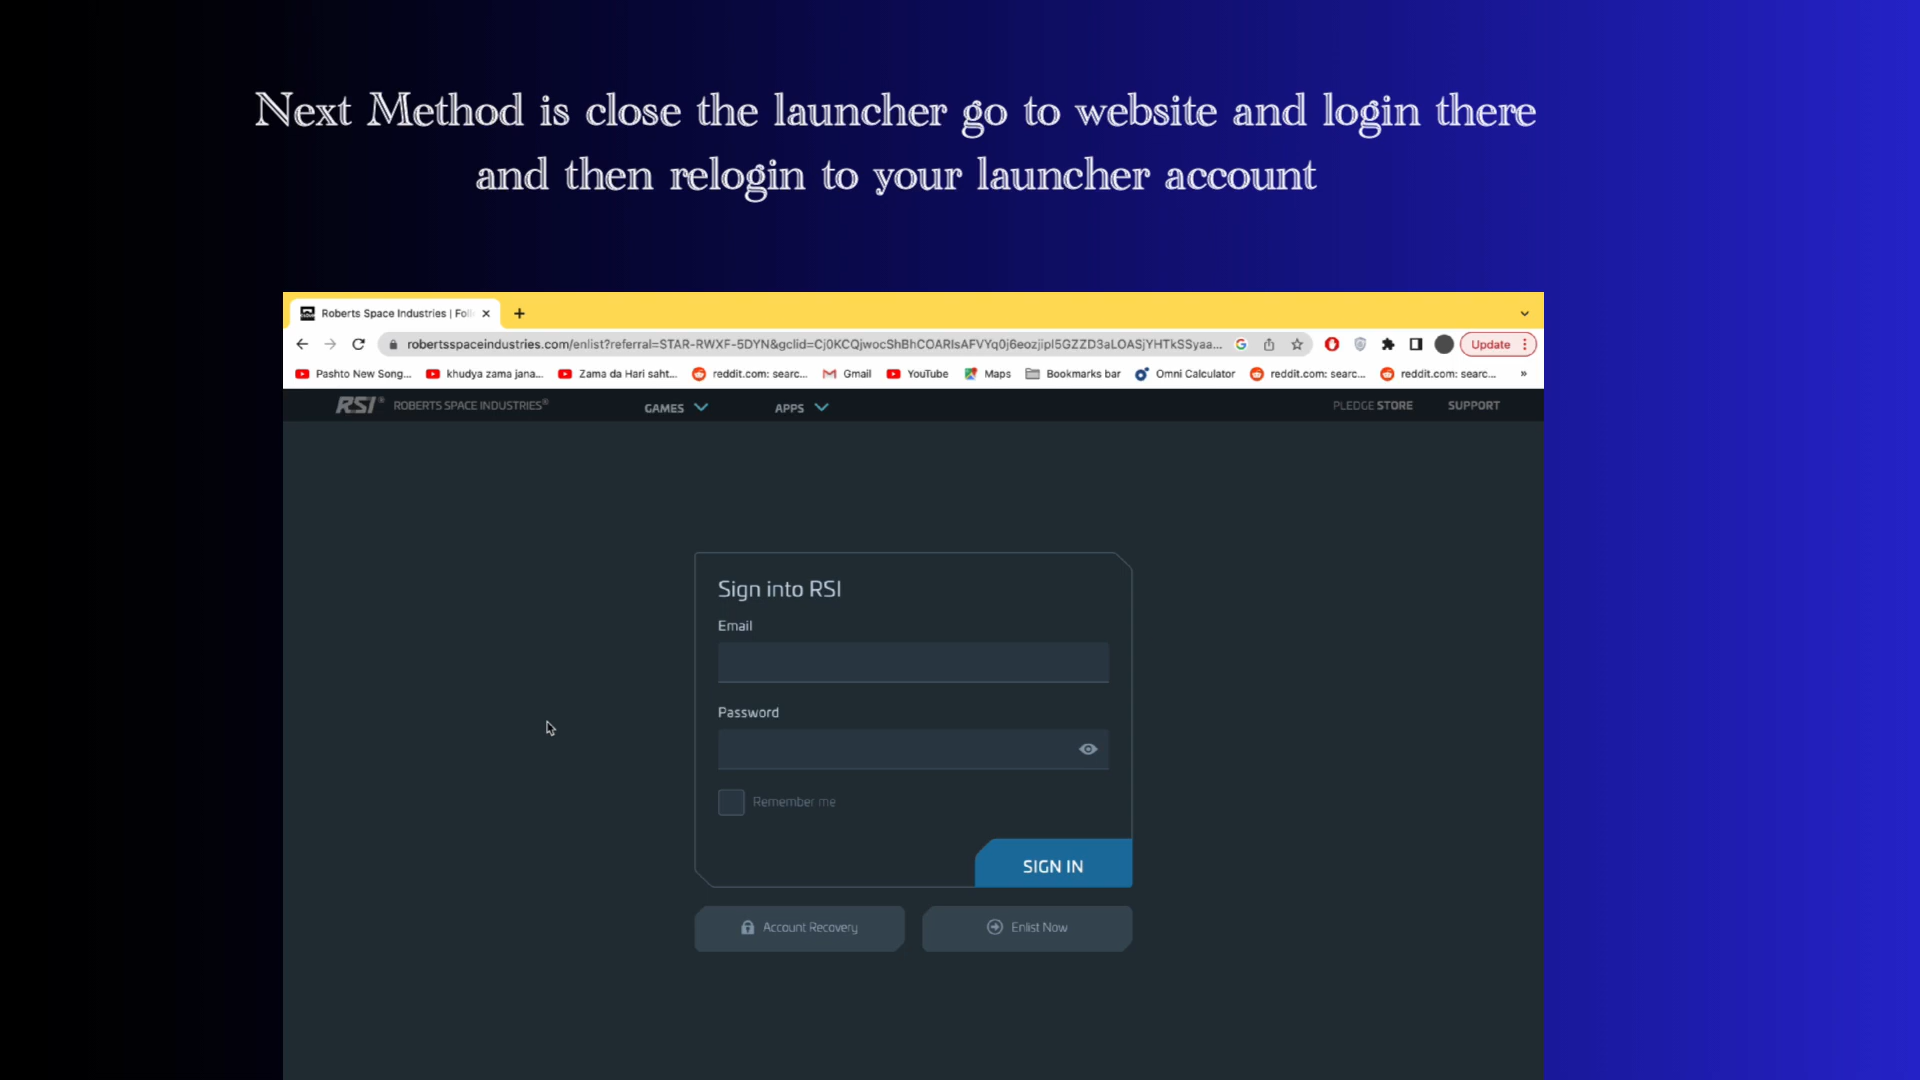 Next Method is close the launcher go to website and login there
and then relogin to your launcher account
Roberts Space Industries | Foll
robertsspaceindustries.com/enlist?referral=STAR-RWXF-5DYN&gclid=Cj0KCQjwocShBhCOARIsAFVYq0j6eozjipI5GZZD3aLOASjYHTkSSyaa...
Update
Pashto New Song... khudya zama jana... Zama da Hari saht... reddit.com: searc... Gmail YouTube Maps Bookmarks bar Omni Calculator reddit.com: searc... reddit.com: searc... »
RSI® ROBERTS SPACE INDUSTRIES® GAMES APPS PLEDGE STORE SUPPORT
Sign into RSI
Email
Password
Remember me
SIGN IN
Account Recovery Enlist Now